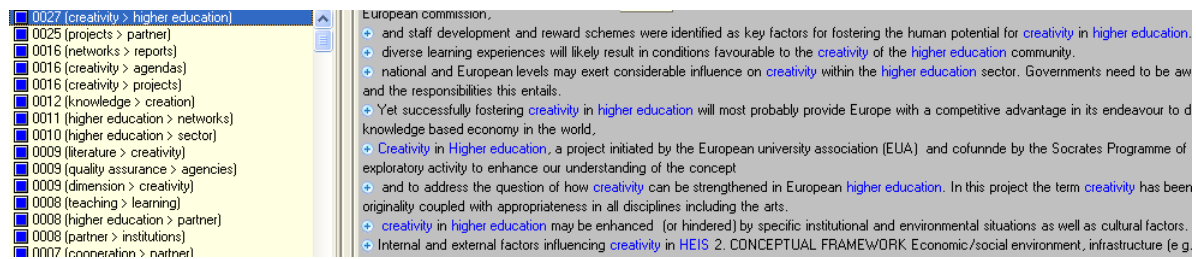 0027 (creativity > higher education)
0025 (projects > partner)
0016 (networks > reports)
0016 (creativity > agendas)
0016 (creativity > projects)
0012 (knowledge > creation)
0011 (higher education > networks)
0010 (higher education > sector)
0009 (literature > creativity)
0009 (quality assurance > agencies)
0009 (dimension > creativity)
0008 (teaching > learning)
0008 (higher education > partner)
0008 (partner > institutions)
0007 (cooperation > partner)
European commission,
and staff development and reward schemes were identified as key factors for fostering the human potential for creativity in higher education.
diverse learning experiences will likely result in conditions favourable to the creativity of the higher education community.
national and European levels may exert considerable influence on creativity within the higher education sector. Governments need to be aw
and the responsibilities this entails.
Yet successfully fostering creativity in higher education will most probably provide Europe with a competitive advantage in its endeavour to d
knowledge based economy in the world,
Creativity in Higher education, a project initiated by the European university association (EUA) and cofunnde by the Socrates Programme of
exploratory activity to enhance our understanding of the concept
and to address the question of how creativity can be strengthened in European higher education. In this project the term creativity has been
originality coupled with appropriateness in all disciplines including the arts.
creativity in higher education may be enhanced (or hindered) by specific institutional and environmental situations as well as cultural factors.
Internal and external factors influencing creativity in HEIS 2. CONCEPTUAL FRAMEWORK Economic/social environment, infrastructure (e g.